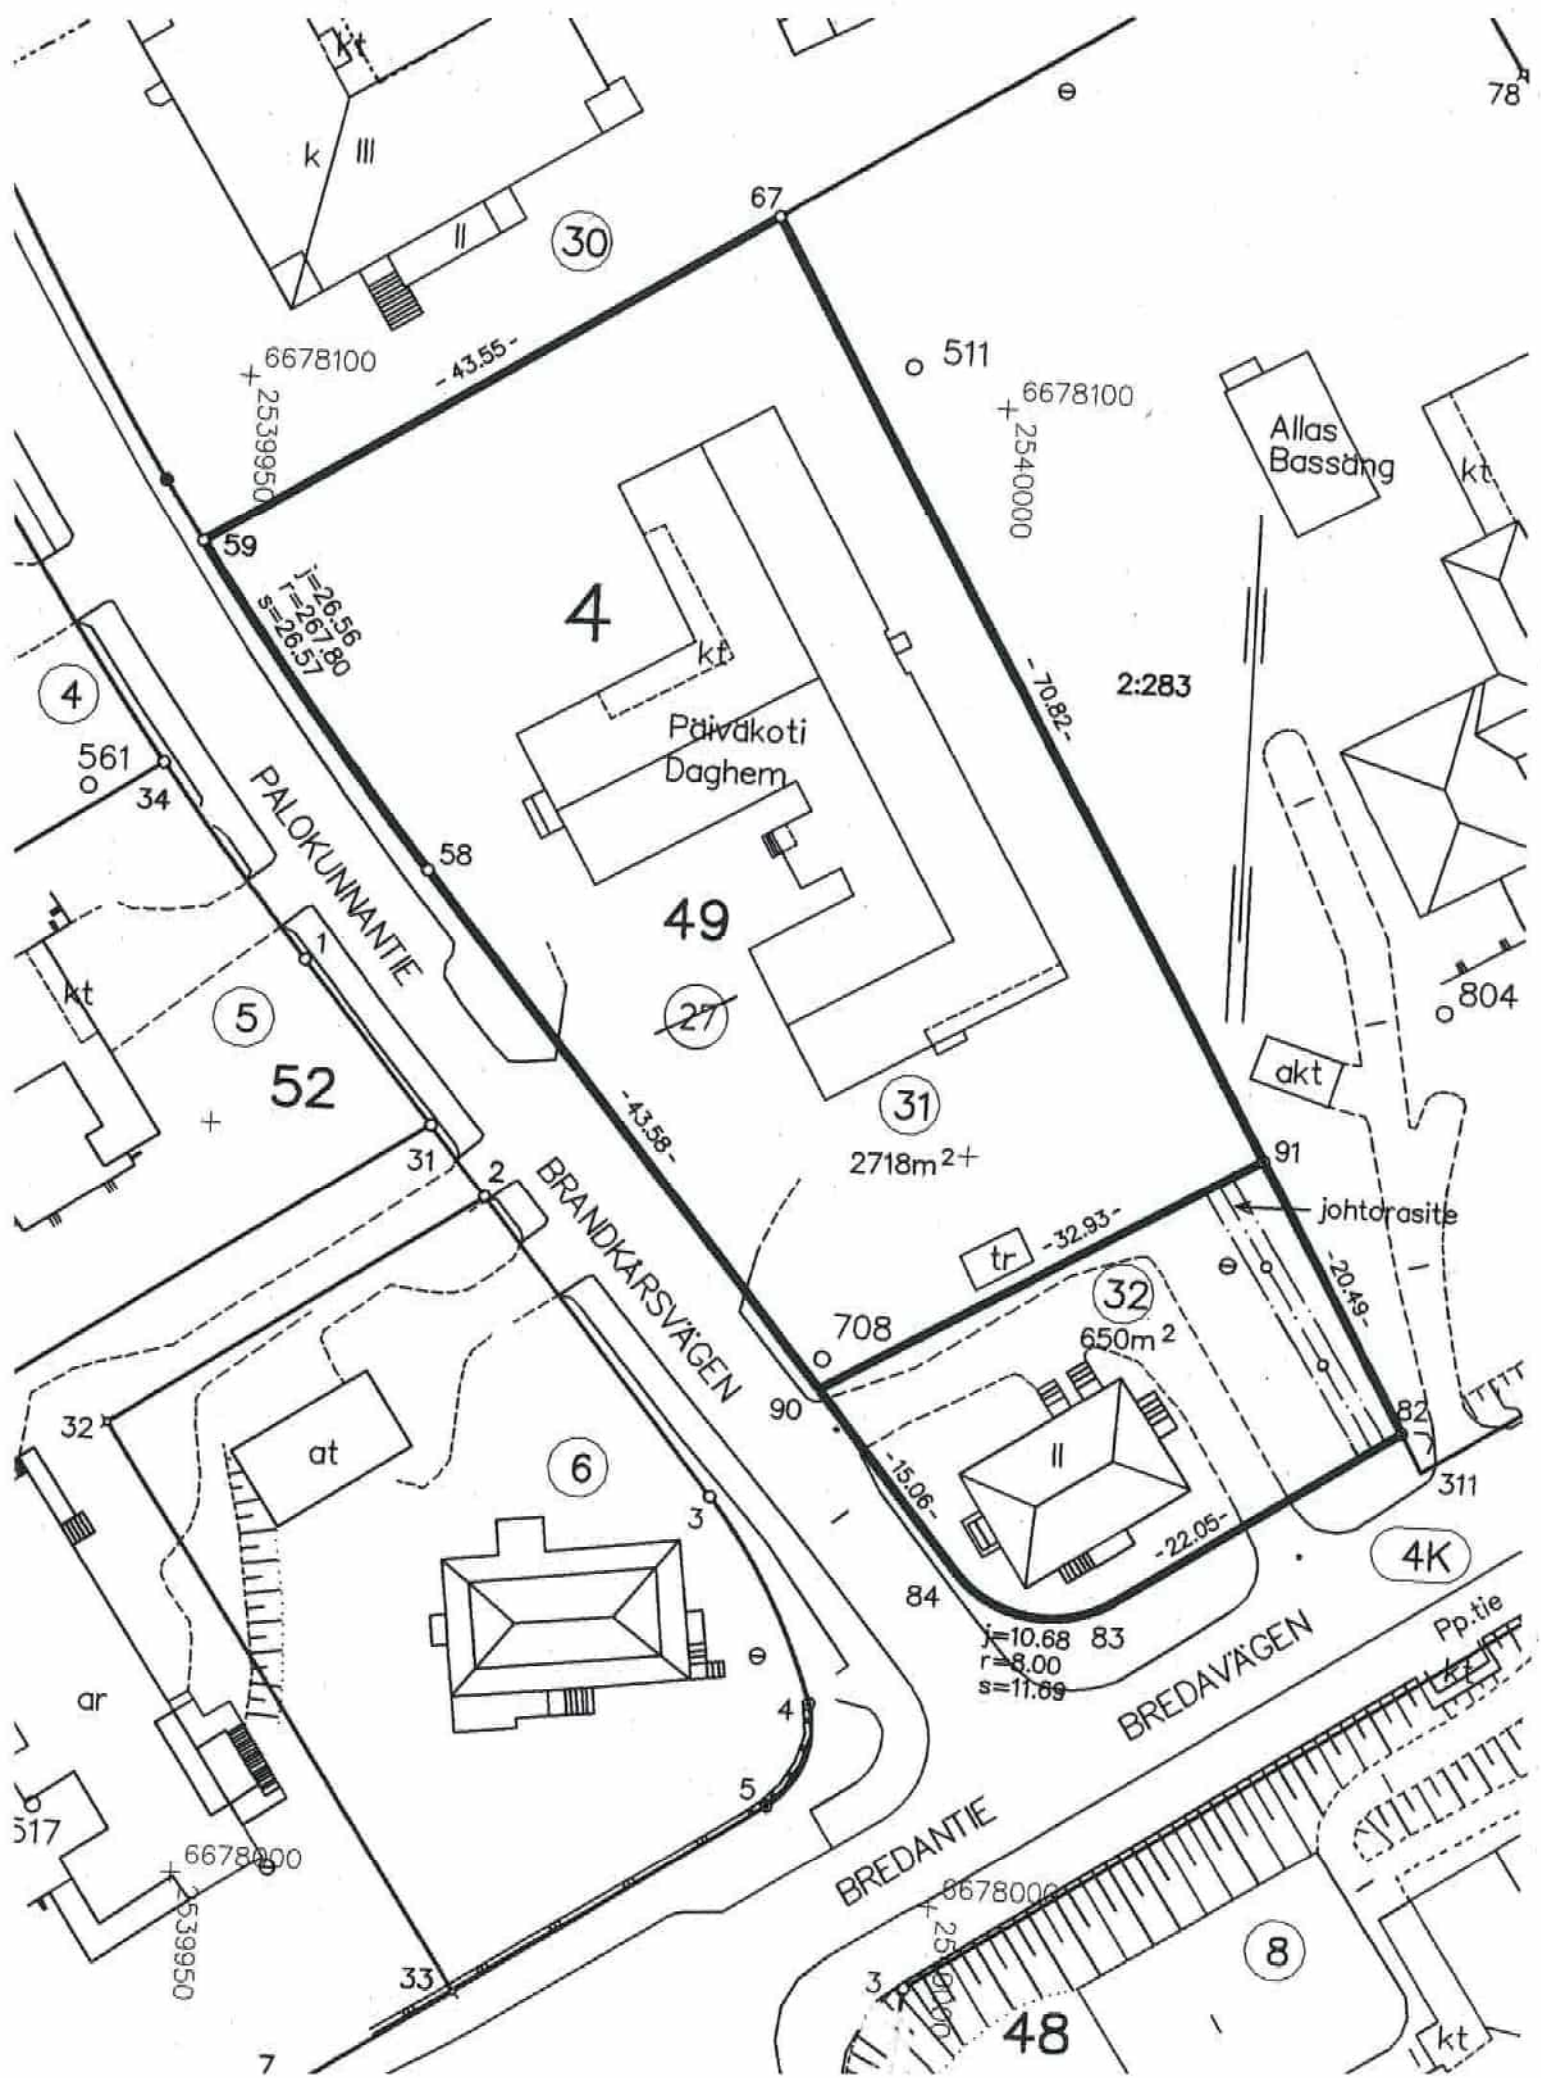 kt
78
k
III
II
30
67
- 43.55 -
6678100
2539950
511
6678100
2540000
Allas
Bassäng
kt
59
j=26.56
r=267.80
s=26.57
4
kt
- 70.82 -
2:283
4
561
34
Päiväkoti
Daghem
PALOKUNNANTIE
58
49
1
27
kt
5
804
52
- 43.58 -
31
2718m²
akt
91
31
2
BRANDKÄRSVÄGEN
johtorasite
- 32.93 -
tr
32
650m²
- 20.49 -
708
90
32
82
at
6
II
- 15.06 -
311
3
- 22.05 -
4K
84
j=10.68
r=8.00
s=11.69
83
Pp.tie
kt
BREDAVÄGEN
ar
4
5
517
6678000
2539950
BREDANTIE
6678000
8
33
3
48
kt
7